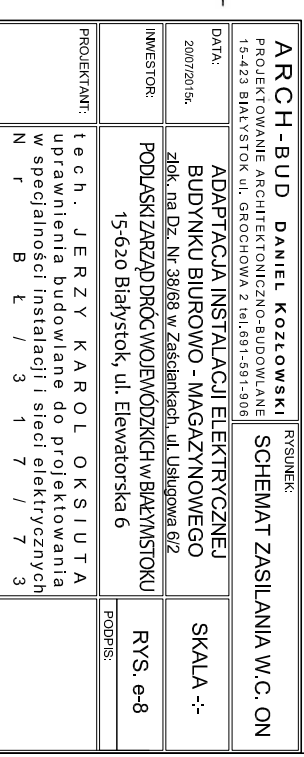 ARCH-BUD DANIEL KOZŁOWSKI
PROJEKTOWANIE ARCHITEKTONICZNO-BUDOWLANE
15-423 BIAŁYSTOK ul. GROCHOWA 2 tel.691-591-906
RYSUNEK:
SCHEMAT ZASILANIA W.C. ON
DATA:
20/07/2015r.
ADAPTACJA INSTALACJI ELEKTRYCZNEJ
BUDYNKU BIUROWO - MAGAZYNOWEGO
zlok. na Dz. Nr 38/68 w Zaściankach, ul. Usługowa 6/2
SKALA -:-
INWESTOR:
PODLASKI ZARZĄD DRÓG WOJEWÓDZKICH w BIAŁYMSTOKU
15-620 Białystok, ul. Elewatorska 6
RYS. e-8
PROJEKTANT:
tech. JERZY KAROL OKSIUTA
uprawnienia budowlane do projektowania
w specjalności instalacji i sieci elektrycznych
Nr BŁ/317/73
PODPIS: